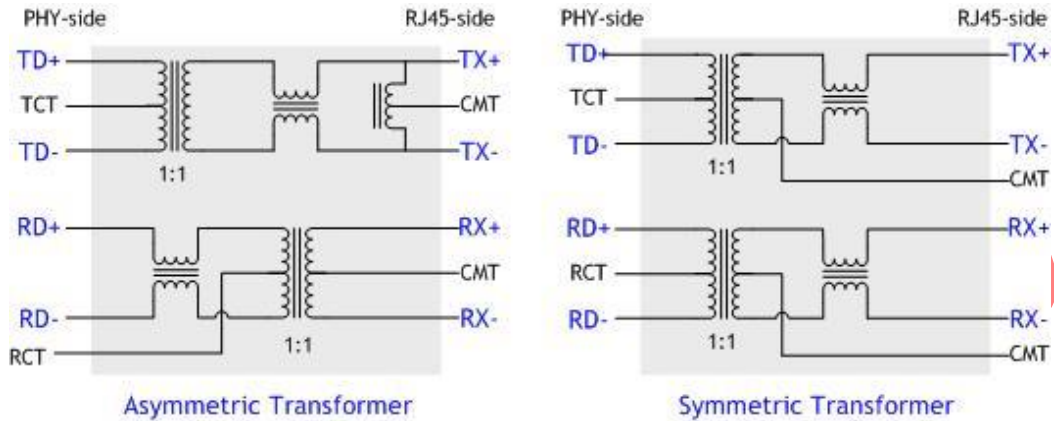 PHY-side
RJ45-side
TD+
TX+
TCT
CMT
TD-
TX-
1:1
RD+
RX+
CMT
RD-
RX-
RCT
1:1
Asymmetric Transformer
PHY-side
RJ45-side
TD+
TX+
TCT
TD-
TX-
1:1
CMT
RD+
RX+
RCT
RD-
RX-
1:1
CMT
Symmetric Transformer